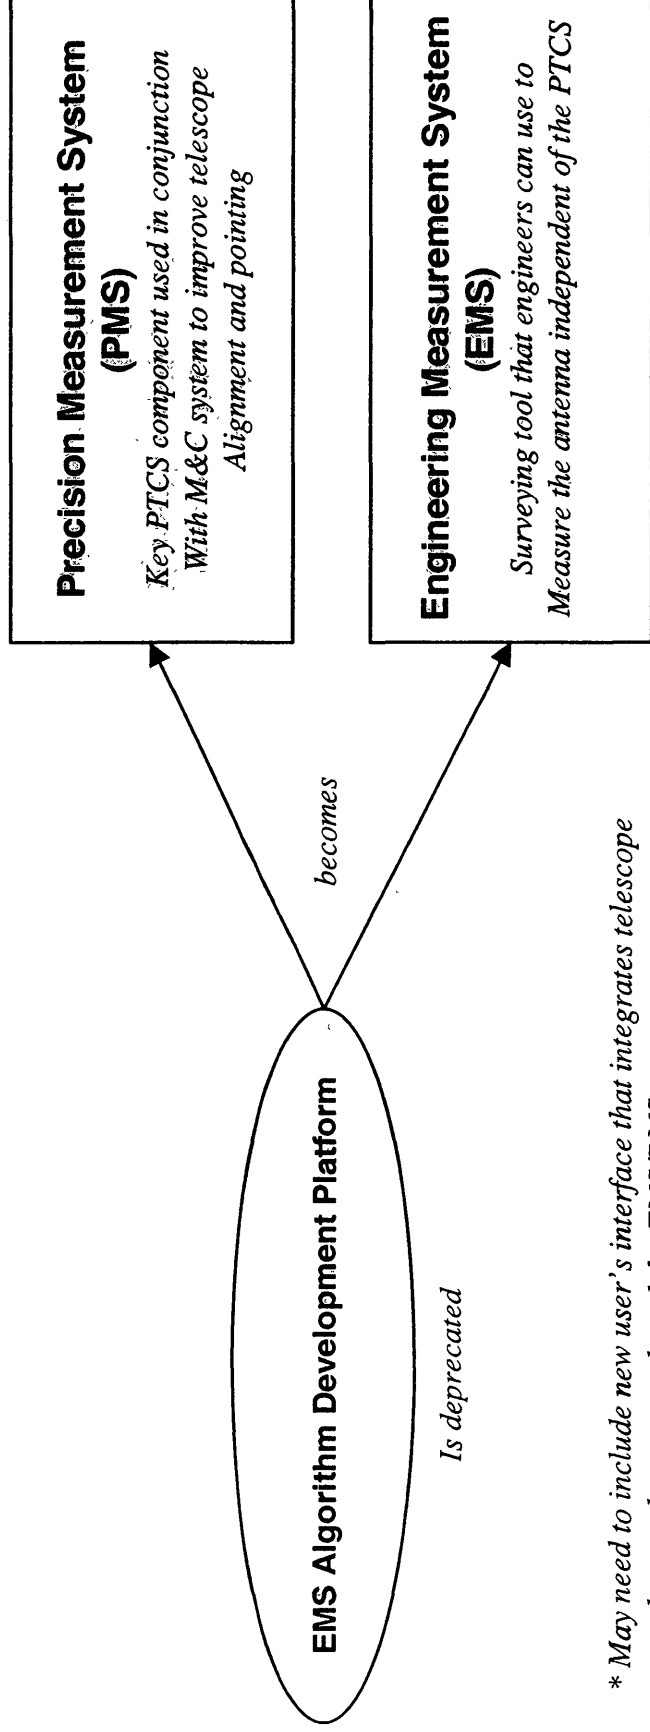 Precision Measurement System
(PMS)
Key PTCS component used in conjunction
With M&C system to improve telescope
Alignment and pointing
becomes
EMS Algorithm Development Platform
Is deprecated
Engineering Measurement System
(EMS)
Surveying tool that engineers can use to
Measure the antenna independent of the PTCS
* May need to include new user's interface that integrates telescope